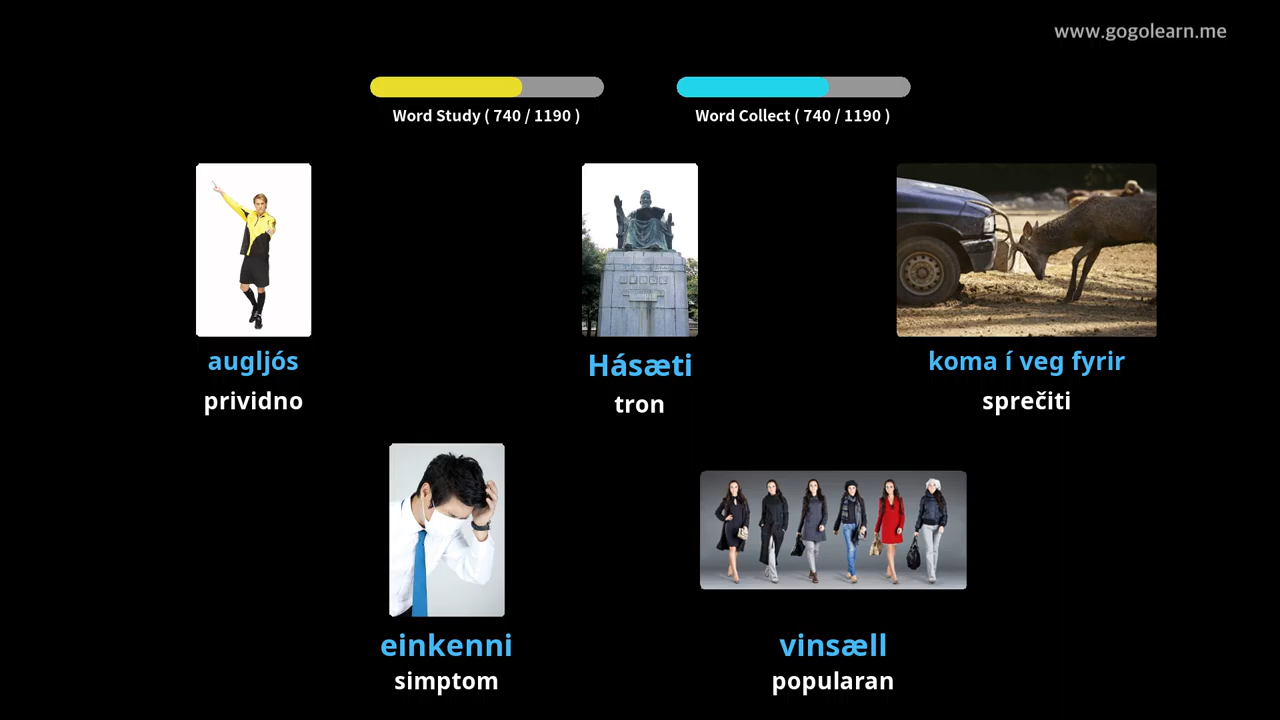 www.gogolearn.me
Word Study ( 740 / 1190 )
Word Collect ( 740 / 1190 )
augljós
prividno
Hásæti
tron
koma í veg fyrir
sprečiti
einkenni
simptom
vinsæll
popularan